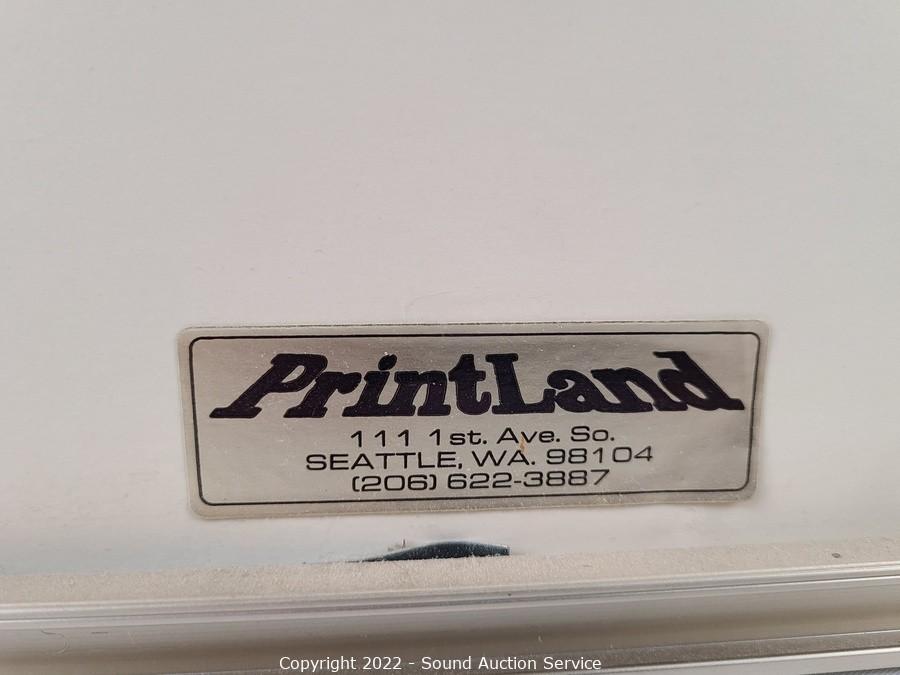 PrintLand
111 1st. Ave. So.
SEATTLE, WA. 98104
(206) 622-3887
Copyright 2022 - Sound Auction Service